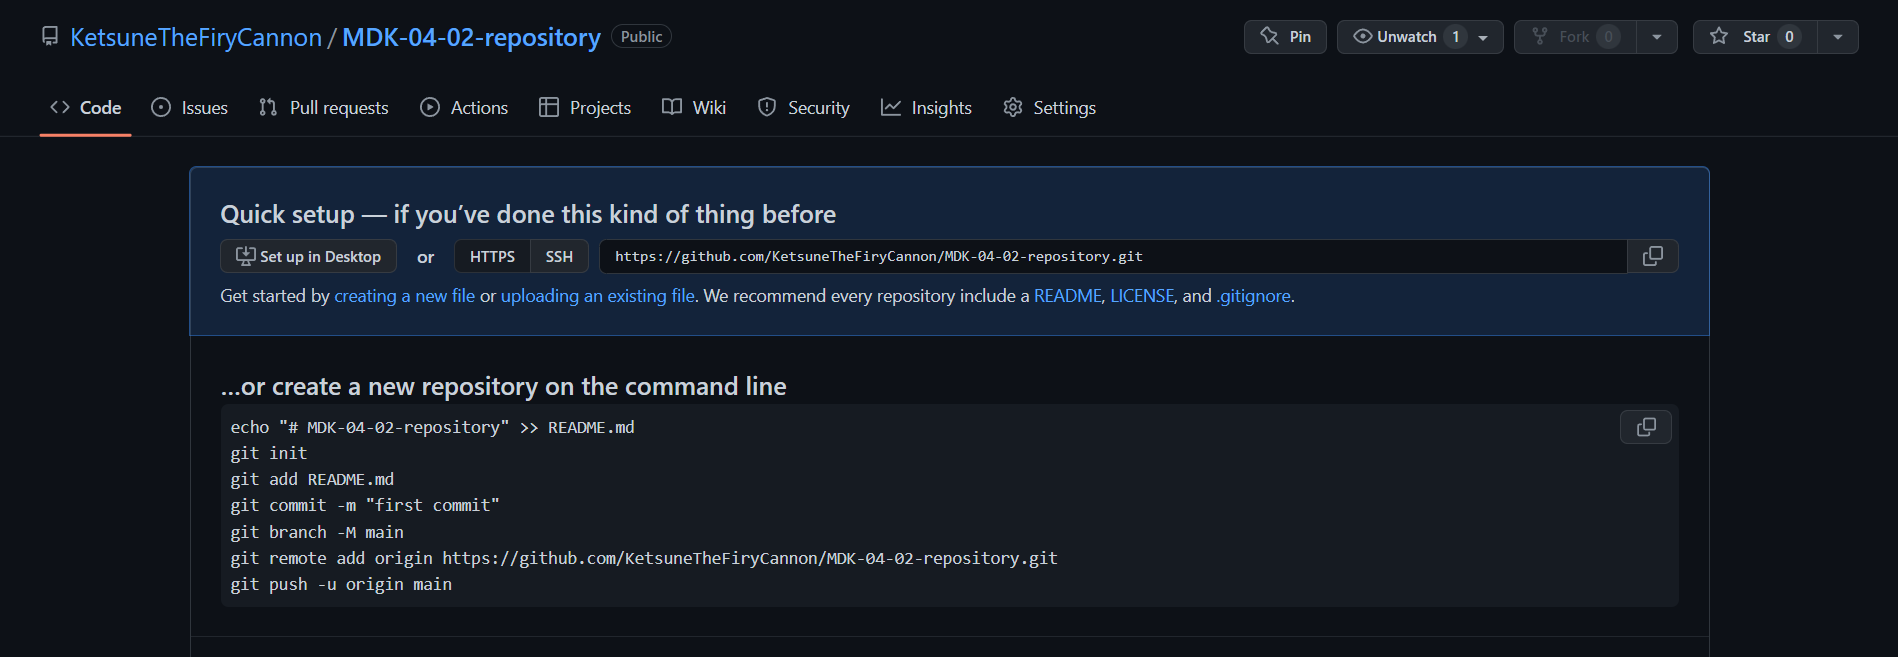 KetsuneTheFiryCannon / MDK-04-02-repository Public Pin Unwatch 1 Fork 0 Star 0
Code Issues Pull requests Actions Projects Wiki Security Insights Settings
Quick setup — if you’ve done this kind of thing before
Set up in Desktop or HTTPS SSH https://github.com/KetsuneTheFiryCannon/MDK-04-02-repository.git
Get started by creating a new file or uploading an existing file. We recommend every repository include a README, LICENSE, and .gitignore.
…or create a new repository on the command line
echo "# MDK-04-02-repository" >> README.md
git init
git add README.md
git commit -m "first commit"
git branch -M main
git remote add origin https://github.com/KetsuneTheFiryCannon/MDK-04-02-repository.git
git push -u origin main